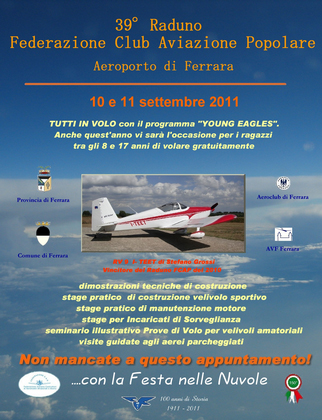 39° Raduno
Federazione Club Aviazione Popolare
Aeroporto di Ferrara
10 e 11 settembre 2011
TUTTI IN VOLO con il programma "YOUNG EAGLES".
Anche quest'anno vi sarà l'occasione per i ragazzi
tra gli 8 e 17 anni di volare gratuitamente
Provincia di Ferrara
Aeroclub di Ferrara
Comune di Ferrara
AVF Ferrara
di Stefano
dimostrazioni tecniche di costruzione
stage pratico di costruzione velivolo sportivo
stage pratico di manutenzione motore
stage per Incaricati di Sorveglianza
seminario illustrativo Prove di Volo per velivoli amatoriali
visite guidate agli aerei parcheggiati
Non mancate a questo appuntamento!
....con la Festa nelle Nuvole
100 anni di Storia
1911 - 2011